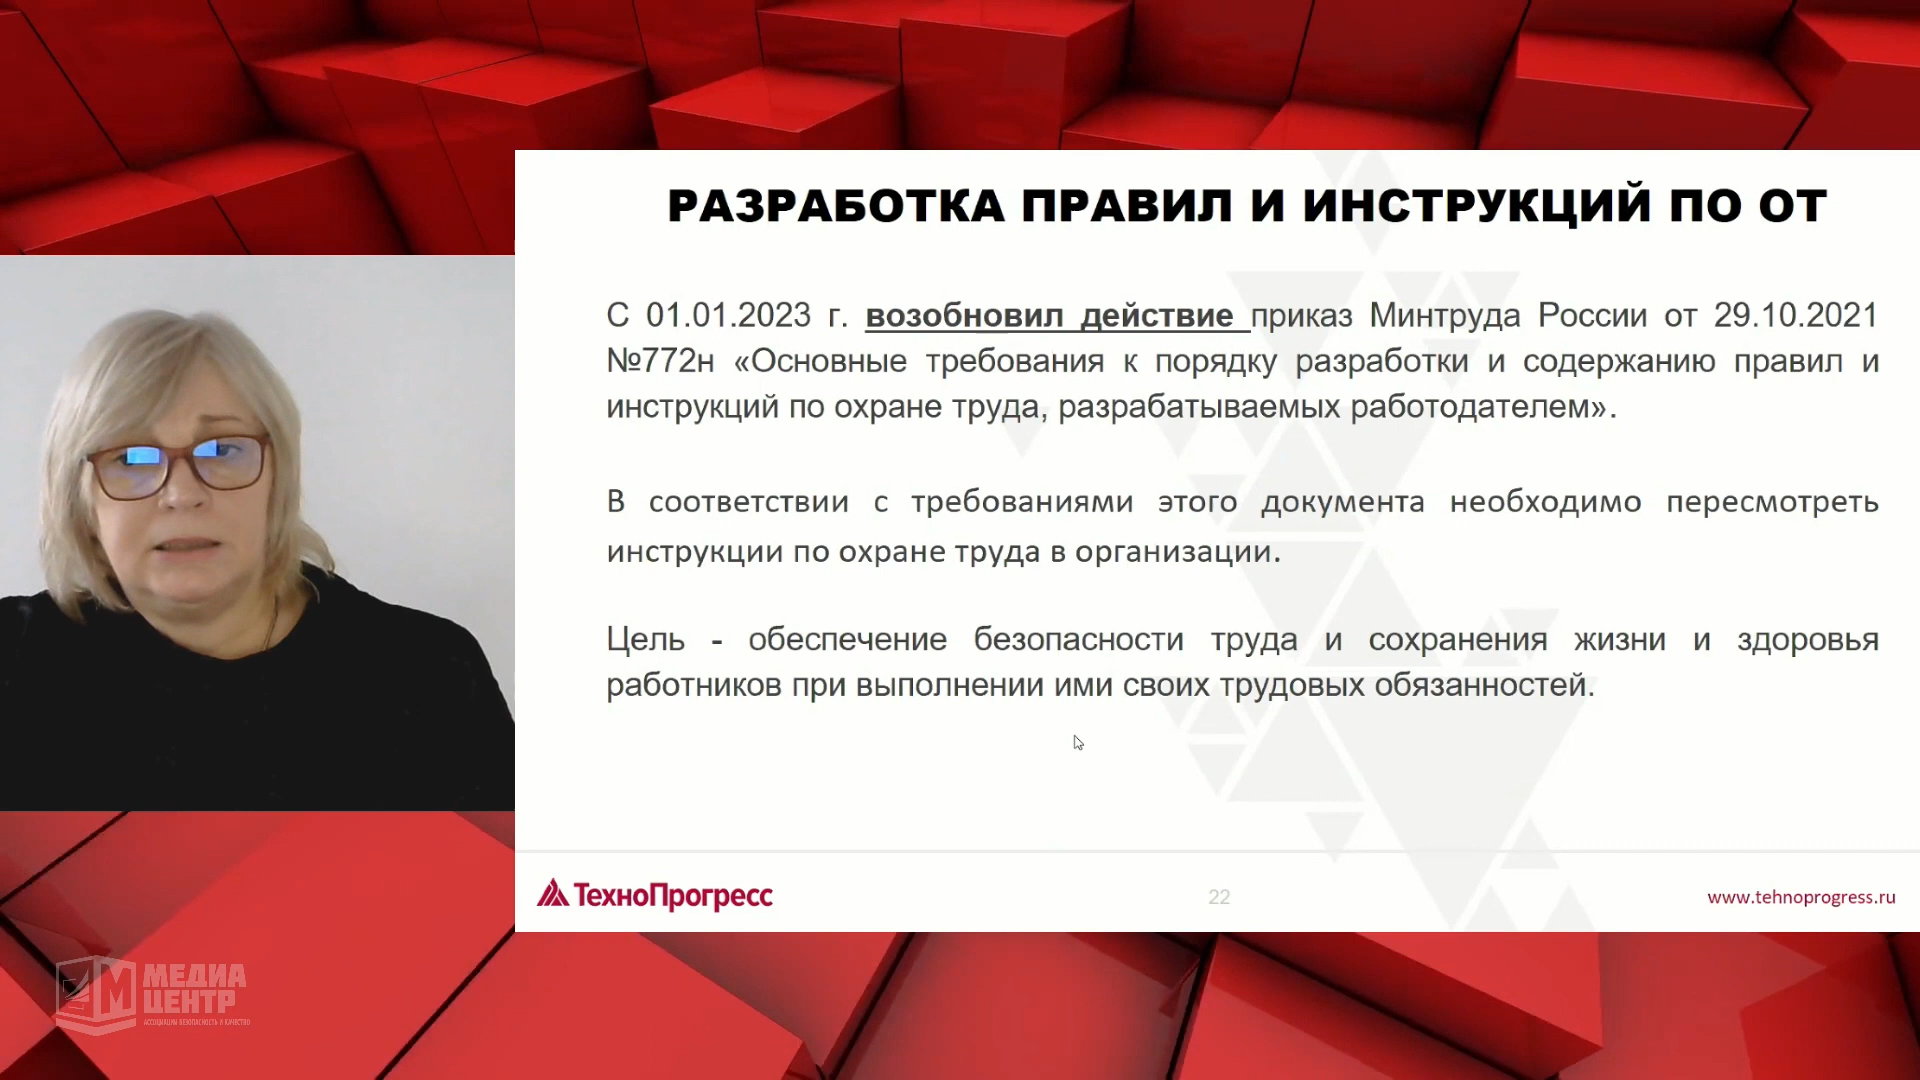 РАЗРАБОТКА ПРАВИЛ И ИНСТРУКЦИЙ ПО ОТ
С 01.01.2023 г. возобновил действие приказ Минтруда России от 29.10.2021
№772н «Основные требования к порядку разработки и содержанию правил и
инструкций по охране труда, разрабатываемых работодателем».
В соответствии с требованиями этого документа необходимо пересмотреть
инструкции по охране труда в организации.
Цель - обеспечение безопасности труда и сохранения жизни и здоровья
работников при выполнении ими своих трудовых обязанностей.
ТехноПрогресс
22
www.tehnoprogress.ru
МЕДИА
ЦЕНТР
АССОЦИАЦИИ БЕЗОПАСНОСТЬ И КАЧЕСТВО